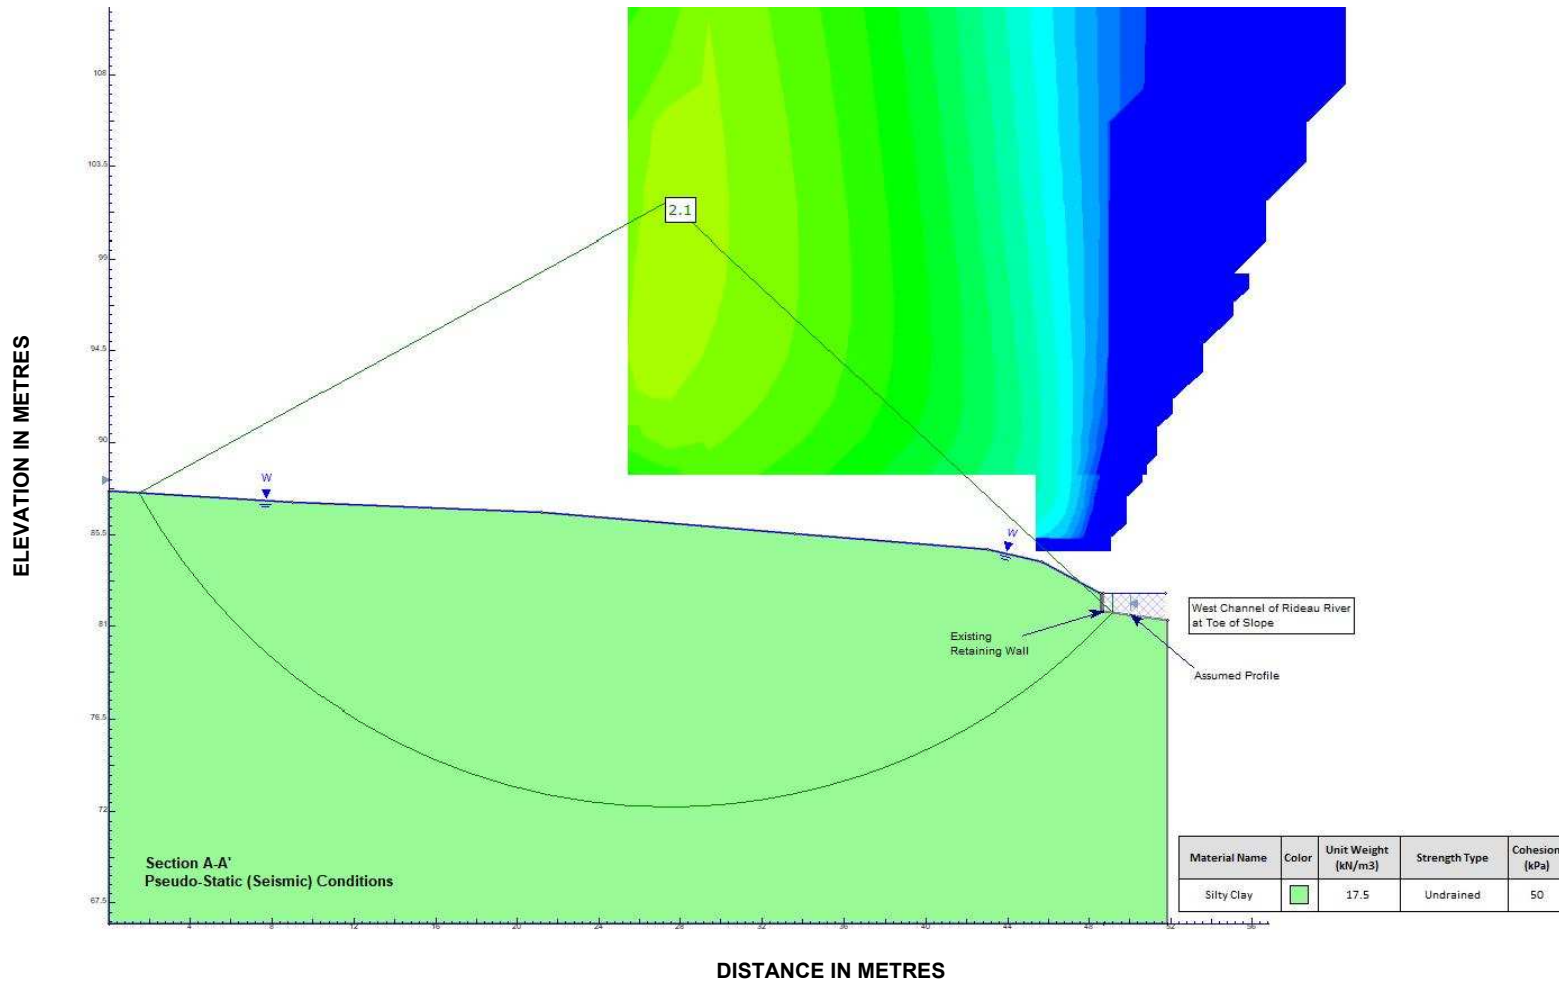 108
103.5
99
94.5
90
85.5
81
76.5
72
67.5
ELEVATION IN METRES
2.1
W
W
West Channel of Rideau River
at Toe of Slope
Existing
Retaining Wall
Assumed Profile
Section A-A'
Pseudo-Static (Seismic) Conditions
Material Name Color Unit Weight (kN/m3) Strength Type Cohesion (kPa)
Silty Clay 17.5 Undrained 50
4 8 12 16 20 24 28 32 36 40 44 48 52 56
DISTANCE IN METRES